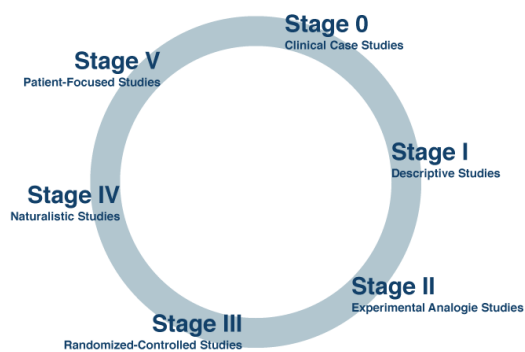 Stage 0
Clinical Case Studies
Stage I
Descriptive Studies
Stage II
Experimental Analogie Studies
Stage III
Randomized-Controlled Studies
Stage IV
Naturalistic Studies
Stage V
Patient-Focused Studies